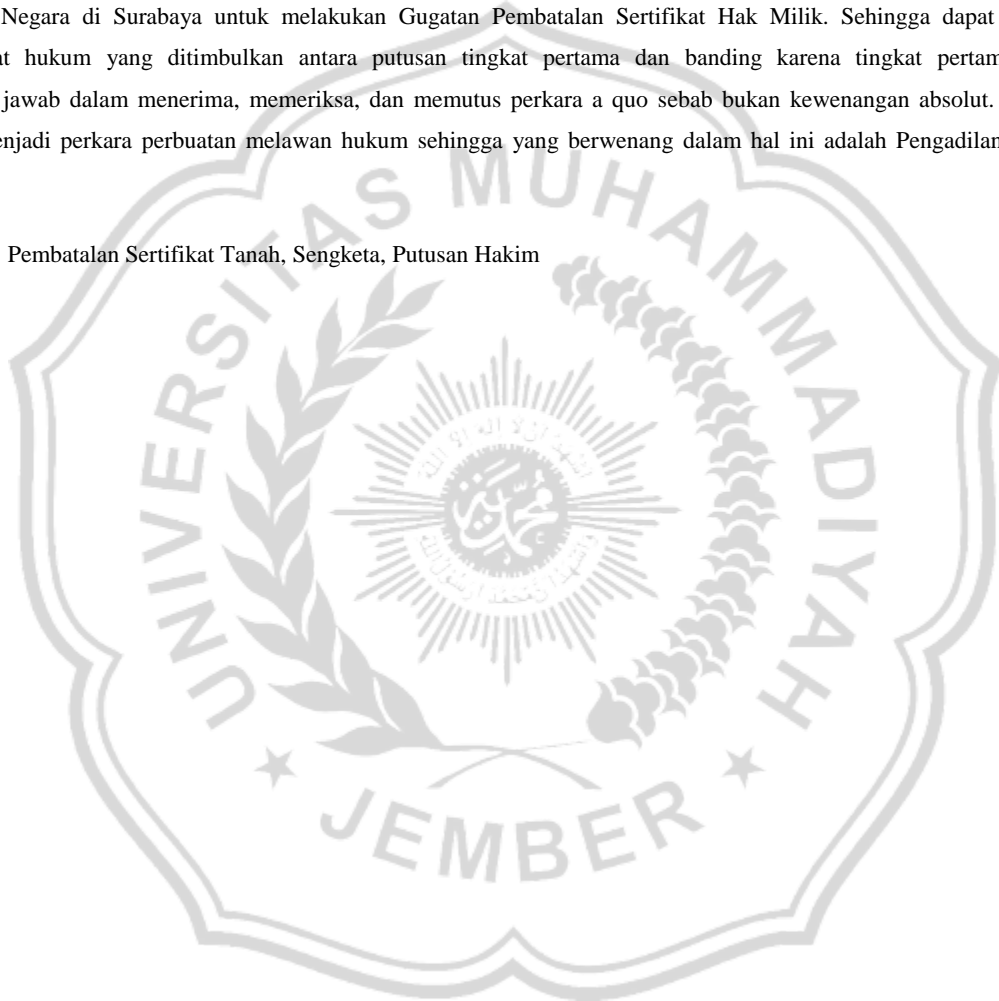 Negara di Surabaya untuk melakukan Gugatan Pembatalan Sertifikat Hak Milik. Sehingga dapat
at hukum yang ditimbulkan antara putusan tingkat pertama dan banding karena tingkat pertam
jawab dalam menerima, memeriksa, dan memutus perkara a quo sebab bukan kewenangan absolut.
enjadi perkara perbuatan melawan hukum sehingga yang berwenang dalam hal ini adalah Pengadilan
Pembatalan Sertifikat Tanah, Sengketa, Putusan Hakim
UNIVERSITAS MUHAMMADIYAH
JEMBER